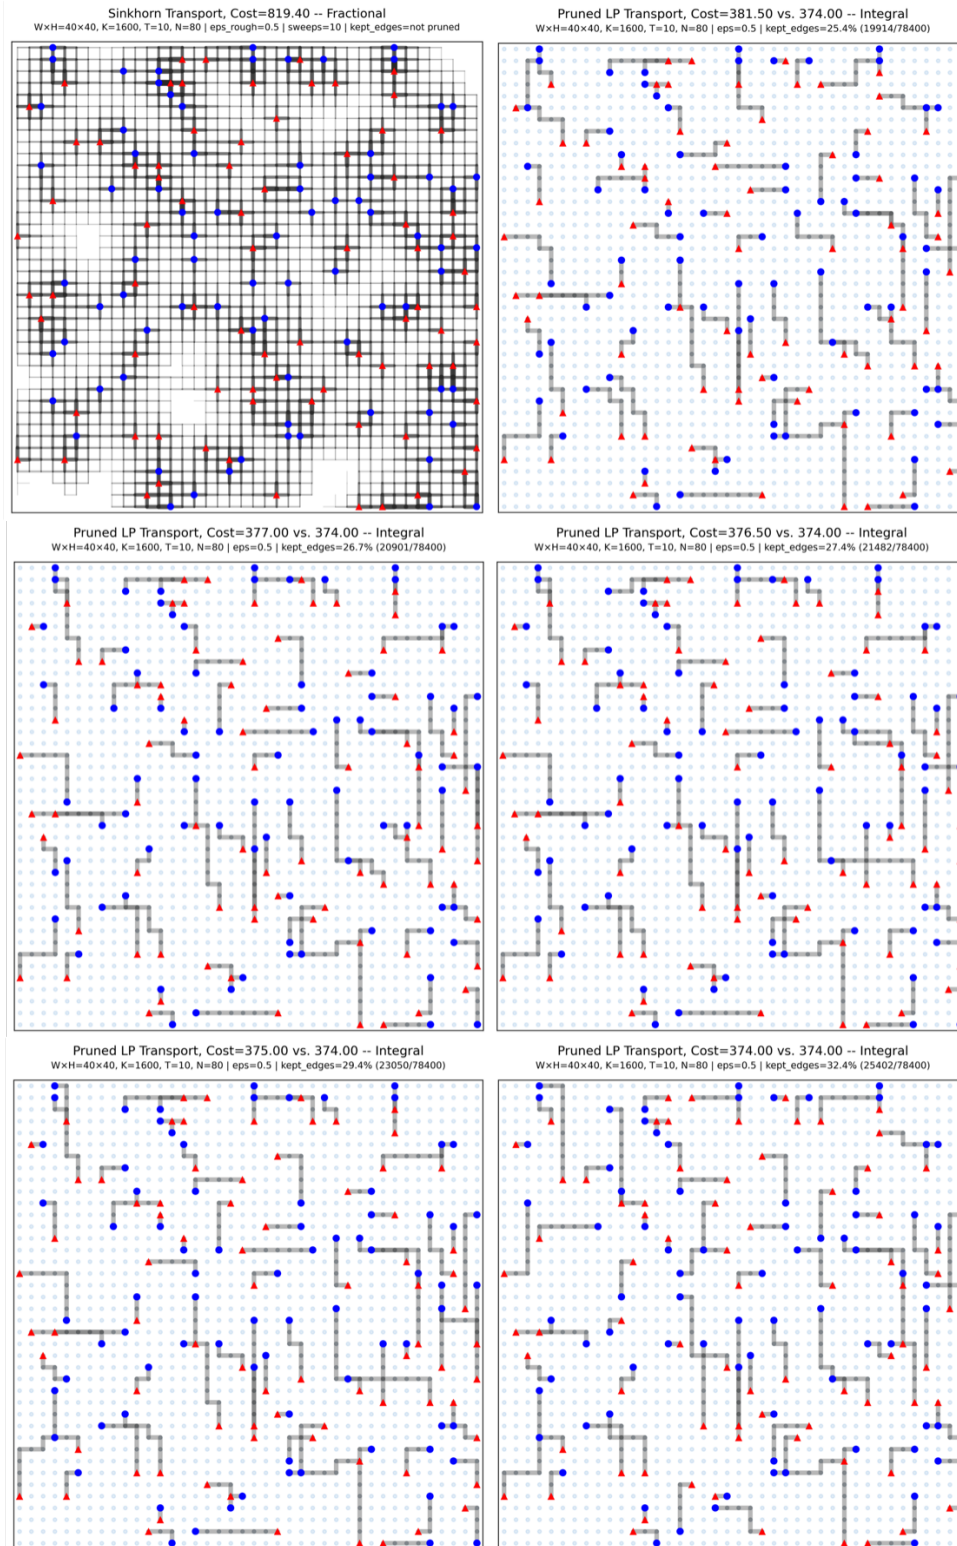 Sinkhorn Transport, Cost=819.40 -- Fractional
W×H=40×40, K=1600, T=10, N=80 | eps_rough=0.5 | sweeps=10 | kept_edges=not pruned
Pruned LP Transport, Cost=381.50 vs. 374.00 -- Integral
W×H=40×40, K=1600, T=10, N=80 | eps=0.5 | kept_edges=25.4% (19914/78400)
Pruned LP Transport, Cost=377.00 vs. 374.00 -- Integral
W×H=40×40, K=1600, T=10, N=80 | eps=0.5 | kept_edges=26.7% (20901/78400)
Pruned LP Transport, Cost=376.50 vs. 374.00 -- Integral
W×H=40×40, K=1600, T=10, N=80 | eps=0.5 | kept_edges=27.4% (21482/78400)
Pruned LP Transport, Cost=375.00 vs. 374.00 -- Integral
W×H=40×40, K=1600, T=10, N=80 | eps=0.5 | kept_edges=29.4% (23050/78400)
Pruned LP Transport, Cost=374.00 vs. 374.00 -- Integral
W×H=40×40, K=1600, T=10, N=80 | eps=0.5 | kept_edges=32.4% (25402/78400)